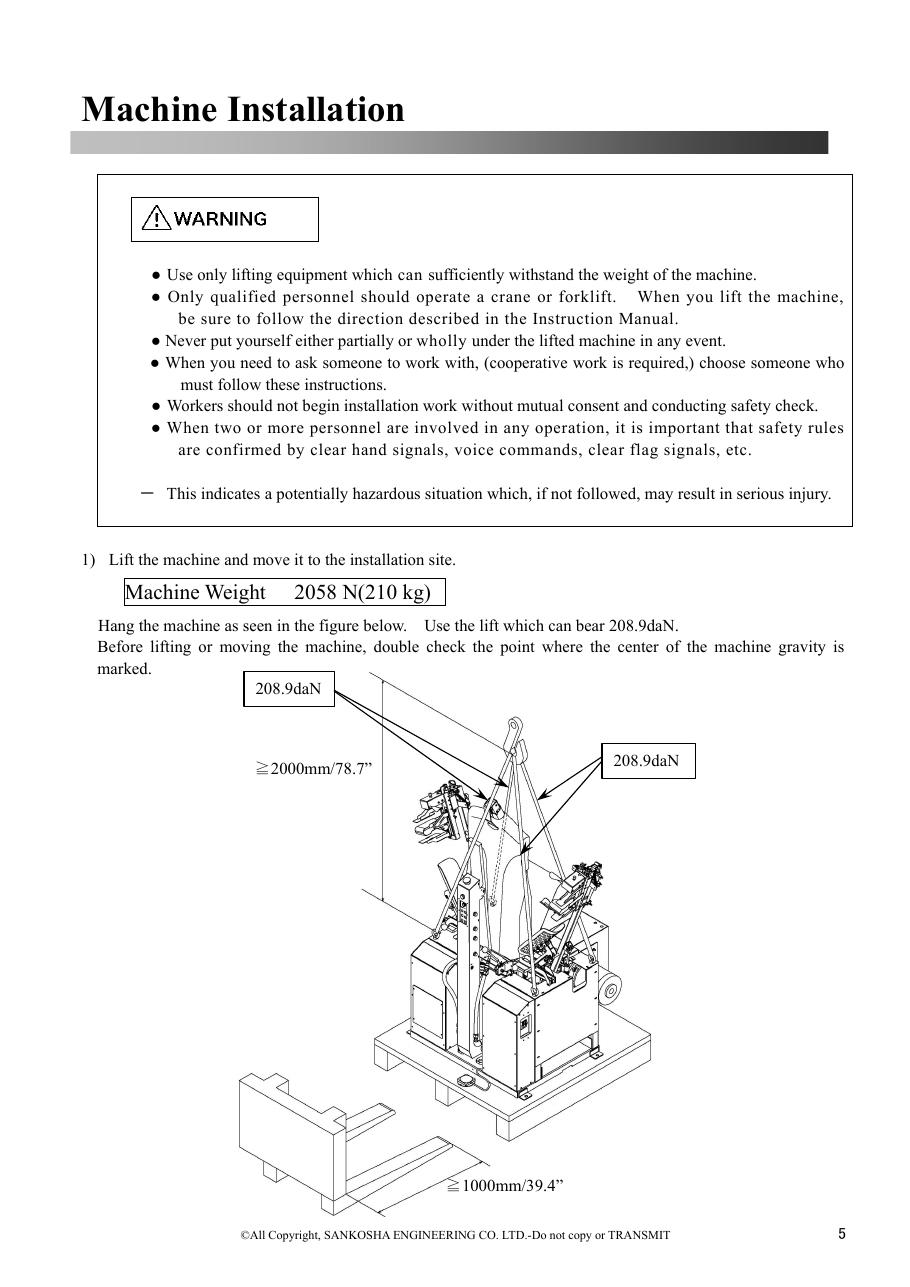 Machine Installation
⚠ WARNING
● Use only lifting equipment which can sufficiently withstand the weight of the machine.
● Only qualified personnel should operate a crane or forklift. When you lift the machine,
be sure to follow the direction described in the Instruction Manual.
● Never put yourself either partially or wholly under the lifted machine in any event.
● When you need to ask someone to work with, (cooperative work is required,) choose someone who
must follow these instructions.
● Workers should not begin installation work without mutual consent and conducting safety check.
● When two or more personnel are involved in any operation, it is important that safety rules
are confirmed by clear hand signals, voice commands, clear flag signals, etc.
－ This indicates a potentially hazardous situation which, if not followed, may result in serious injury.
1) Lift the machine and move it to the installation site.
Machine Weight 2058 N(210 kg)
Hang the machine as seen in the figure below. Use the lift which can bear 208.9daN.
Before lifting or moving the machine, double check the point where the center of the machine gravity is
marked.
208.9daN
208.9daN
≧2000mm/78.7”
≧1000mm/39.4”
©All Copyright, SANKOSHA ENGINEERING CO. LTD.-Do not copy or TRANSMIT
5